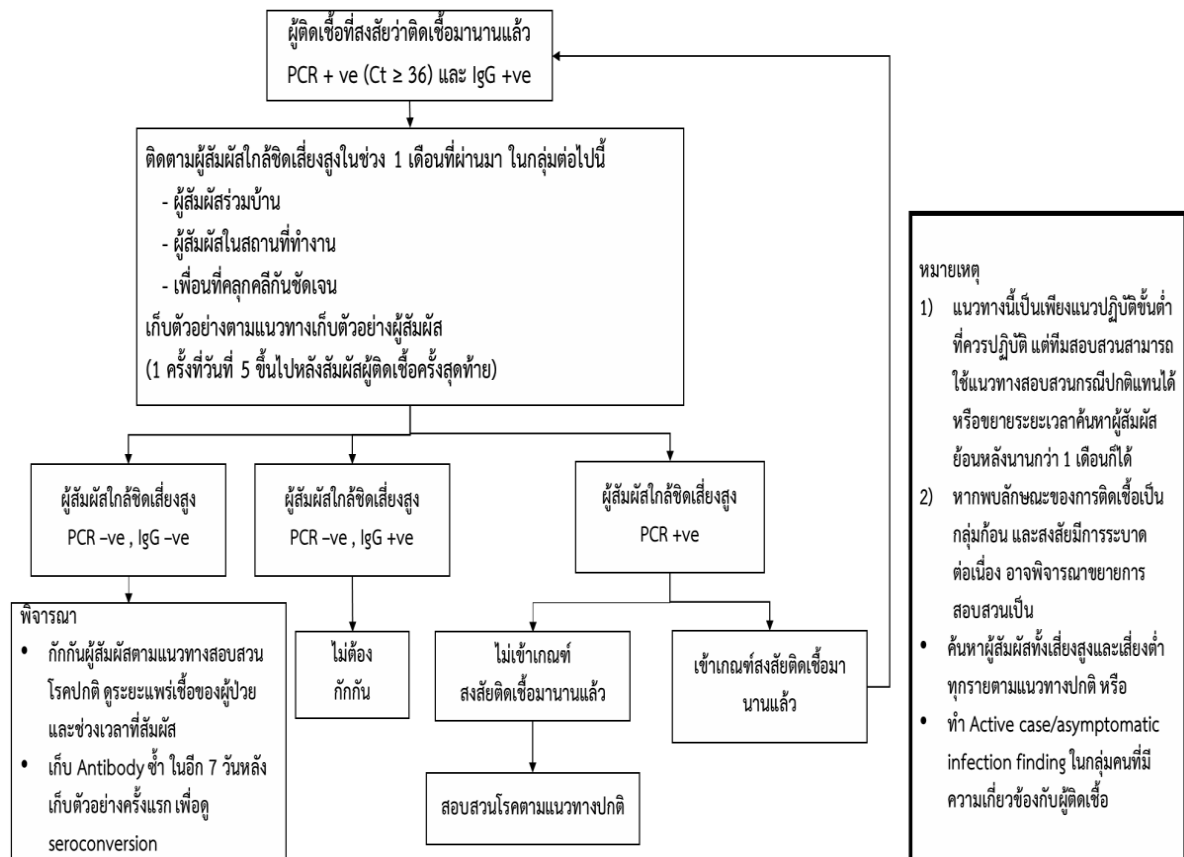 ผู้ติดเชื้อที่สงสัยว่าติดเชื้อมานานแล้ว
PCR + ve (Ct ≥ 36) และ IgG +ve
ติดตามผู้สัมผัสใกล้ชิดเสี่ยงสูงในช่วง 1 เดือนที่ผ่านมา ในกลุ่มต่อไปนี้
- ผู้สัมผัสร่วมบ้าน
- ผู้สัมผัสในสถานที่ทำงาน
- เพื่อนที่คลุกคลีกันชัดเจน
เก็บตัวอย่างตามแนวทางเก็บตัวอย่างผู้สัมผัส
(1 ครั้งที่วันที่ 5 ขึ้นไปหลังสัมผัสผู้ติดเชื้อครั้งสุดท้าย)
ผู้สัมผัสใกล้ชิดเสี่ยงสูง
PCR –ve , IgG –ve
ผู้สัมผัสใกล้ชิดเสี่ยงสูง
PCR –ve , IgG +ve
ผู้สัมผัสใกล้ชิดเสี่ยงสูง
PCR +ve
พิจารณา
• กักกันผู้สัมผัสตามแนวทางสอบสวน
โรคปกติ ดูระยะแพร่เชื้อของผู้ป่วย
และช่วงเวลาที่สัมผัส
• เก็บ Antibody ซ้ำ ในอีก 7 วันหลัง
เก็บตัวอย่างครั้งแรก เพื่อดู
seroconversion
ไม่ต้อง
กักกัน
ไม่เข้าเกณฑ์
สงสัยติดเชื้อมานานแล้ว
เข้าเกณฑ์สงสัยติดเชื้อมา
นานแล้ว
สอบสวนโรคตามแนวทางปกติ
หมายเหตุ
1) แนวทางนี้เป็นเพียงแนวปฏิบัติขั้นต่ำ
ที่ควรปฏิบัติ แต่ทีมสอบสวนสามารถ
ใช้แนวทางสอบสวนกรณีปกติแทนได้
หรือขยายระยะเวลาค้นหาผู้สัมผัส
ย้อนหลังนานกว่า 1 เดือนก็ได้
2) หากพบลักษณะของการติดเชื้อเป็น
กลุ่มก้อน และสงสัยมีการระบาด
ต่อเนื่อง อาจพิจารณาขยายการ
สอบสวนเป็น
• ค้นหาผู้สัมผัสทั้งเสี่ยงสูงและเสี่ยงต่ำ
ทุกรายตามแนวทางปกติ หรือ
• ทำ Active case/asymptomatic
infection finding ในกลุ่มคนที่มี
ความเกี่ยวข้องกับผู้ติดเชื้อ